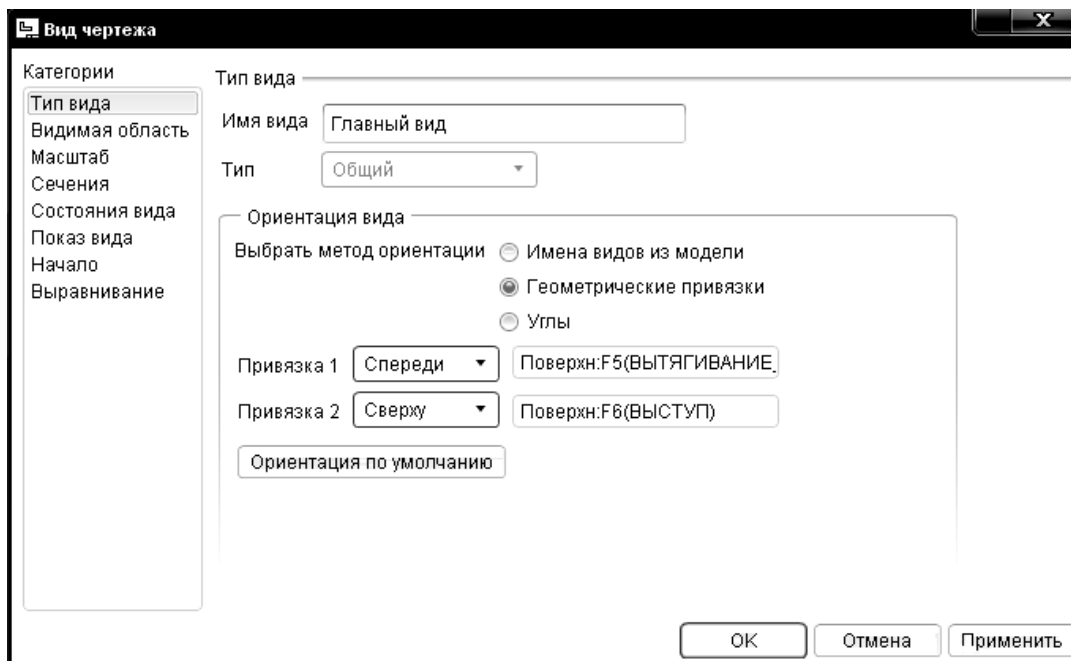 Вид чертежа
Категории
Тип вида
Видимая область
Масштаб
Сечения
Состояния вида
Показ вида
Начало
Выравнивание
Тип вида
Имя вида Главный вид
Тип Общий
Ориентация вида
Выбрать метод ориентации Имена видов из модели
Геометрические привязки
Углы
Привязка 1 Спереди Поверхн:F5(ВЫТЯГИВАНИЕ_
Привязка 2 Сверху Поверхн:F6(ВЫСТУП)
Ориентация по умолчанию
OK Отмена Применить